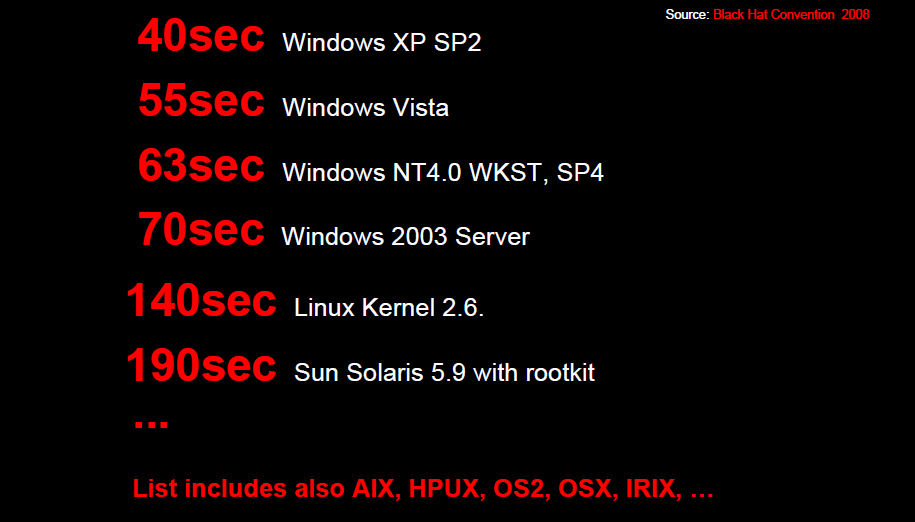 Source: Black Hat Convention 2008
40sec Windows XP SP2
55sec Windows Vista
63sec Windows NT4.0 WKST, SP4
70sec Windows 2003 Server
140sec Linux Kernel 2.6.
190sec Sun Solaris 5.9 with rootkit
...
List includes also AIX, HPUX, OS2, OSX, IRIX, …